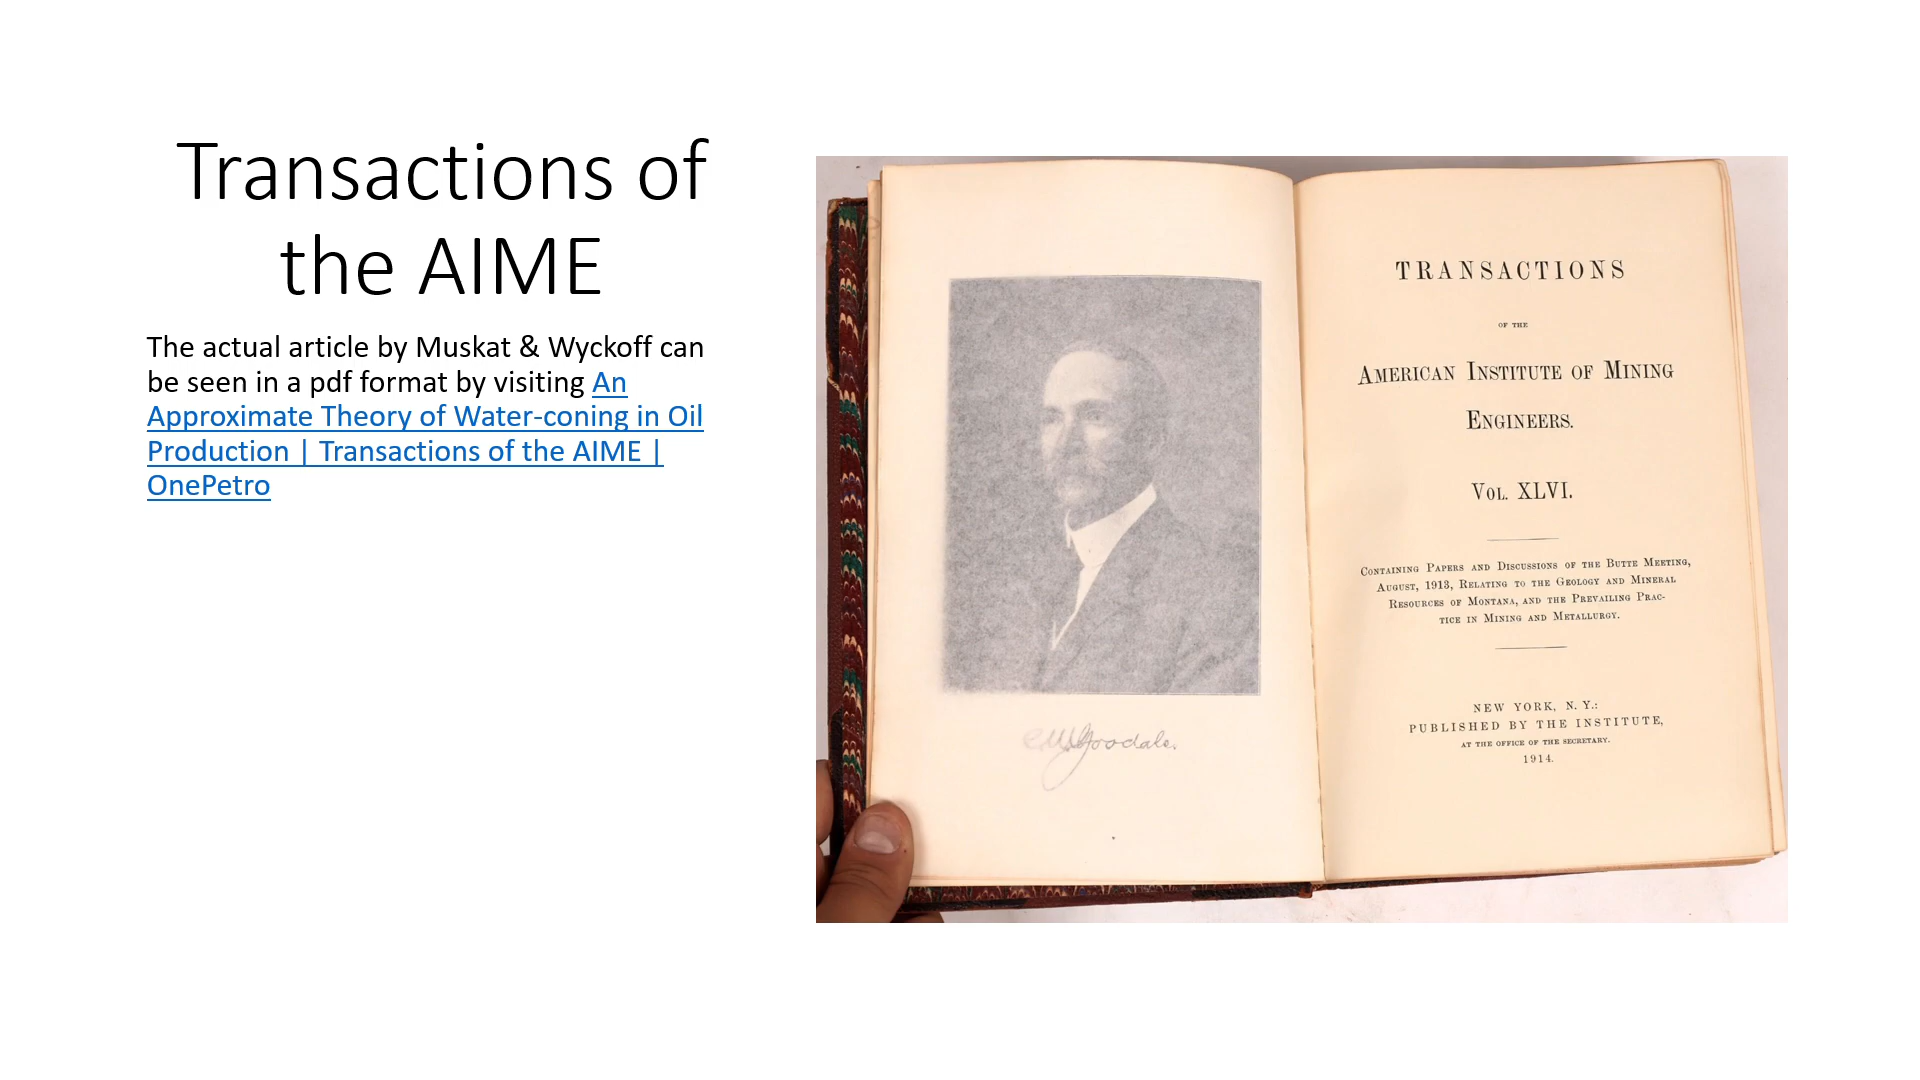 Transactions of
the AIME
The actual article by Muskat & Wyckoff can
be seen in a pdf format by visiting An
Approximate Theory of Water-coning in Oil
Production | Transactions of the AIME |
OnePetro
Goodale.
TRANSACTIONS
OF THE
AMERICAN INSTITUTE OF MINING
ENGINEERS.
VOL. XLVI.
CONTAINING PAPERS AND DISCUSSIONS OF THE BUTTE MEETING,
AUGUST, 1913, RELATING TO THE GEOLOGY AND MINERAL
RESOURCES OF MONTANA, AND THE PREVAILING PRAC-
TICE IN MINING AND METALLURGY.
NEW YORK, N. Y.:
PUBLISHED BY THE INSTITUTE,
AT THE OFFICE OF THE SECRETARY.
1914.